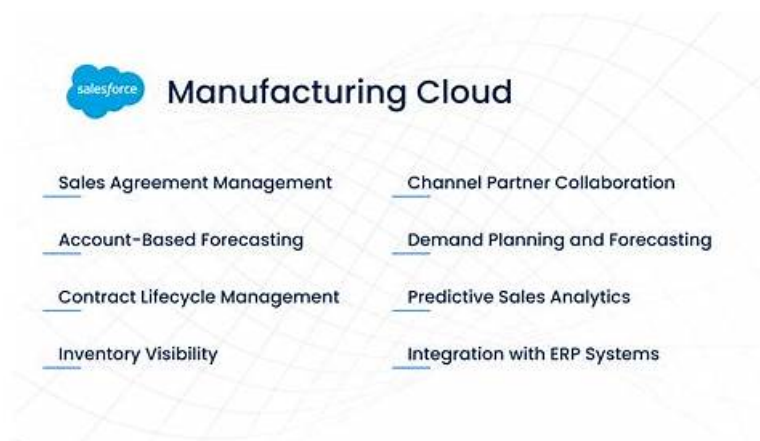 salesforce
Manufacturing Cloud
Sales Agreement Management
Account-Based Forecasting
Contract Lifecycle Management
Inventory Visibility
Channel Partner Collaboration
Demand Planning and Forecasting
Predictive Sales Analytics
Integration with ERP Systems